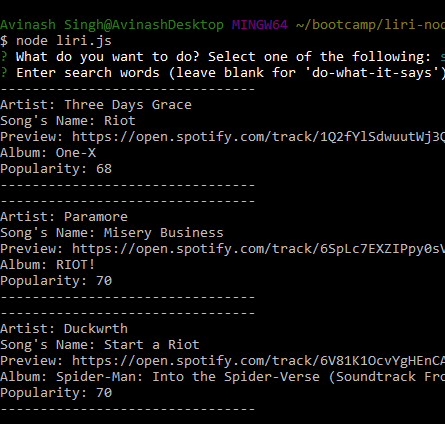 Avinash Singh@AvinashDesktop MINGW64 ~/bootcamp/liri-nod
$ node liri.js
? What do you want to do? Select one of the following: s
? Enter search words (leave blank for 'do-what-it-says')
--------------------------------
Artist: Three Days Grace
Song's Name: Riot
Preview: https://open.spotify.com/track/1Q2fYlSdwuutWj3Q
Album: One-X
Popularity: 68
--------------------------------
--------------------------------
Artist: Paramore
Song's Name: Misery Business
Preview: https://open.spotify.com/track/6SpLc7EXZIPpy0sV
Album: RIOT!
Popularity: 70
--------------------------------
--------------------------------
Artist: Duckwrth
Song's Name: Start a Riot
Preview: https://open.spotify.com/track/6V81K1OcvYgHEnCA
Album: Spider-Man: Into the Spider-Verse (Soundtrack Fro
Popularity: 70
--------------------------------